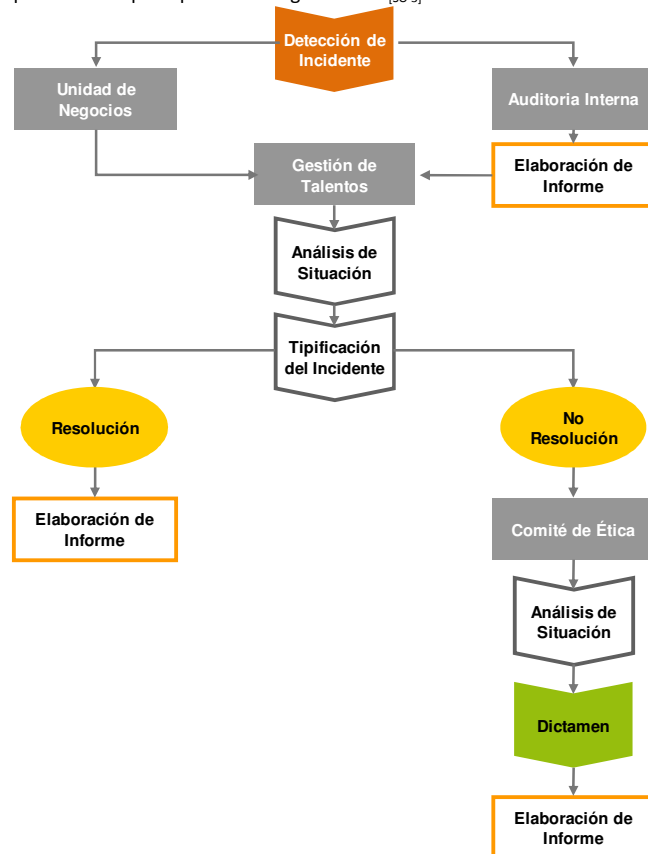 Detección de
Incidente
Unidad de
Negocios
Auditoria Interna
Elaboración de
Informe
Gestión de
Talentos
Análisis de
Situación
Tipificación
del Incidente
Resolución
No
Resolución
Elaboración de
Informe
Comité de Ética
Análisis de
Situación
Dictamen
Elaboración de
Informe